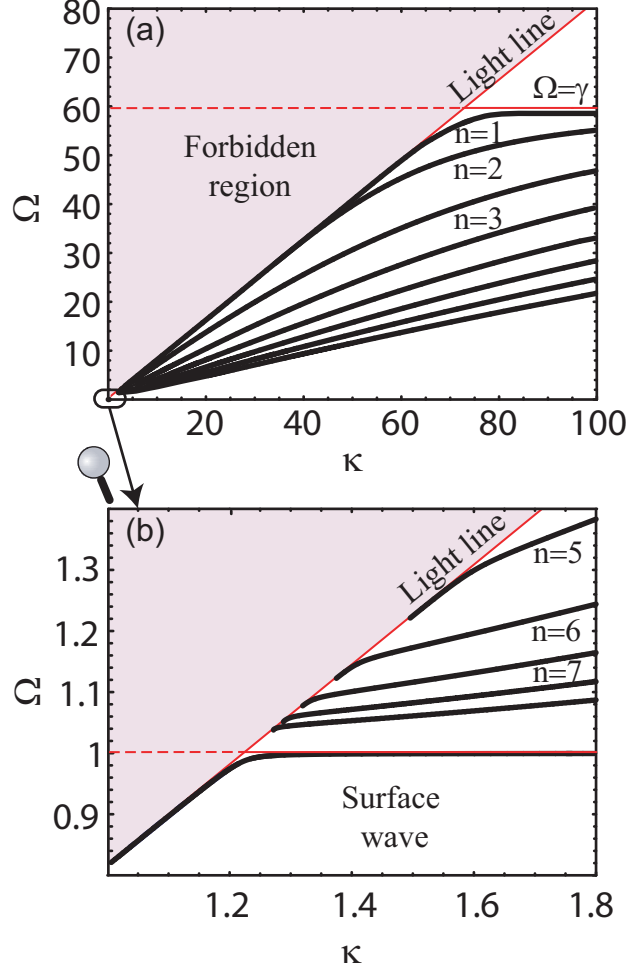 80
(a)
70
Light line
60
Ω=γ
50
n=1
Forbidden
n=2
region
40
Ω
n=3
30
20
10
20
40
60
80
100
κ
(b)
Light line
1.3
n=5
1.2
n=6
n=7
Ω
1.1
1
0.9
Surface
wave
1.2
1.4
1.6
1.8
κ